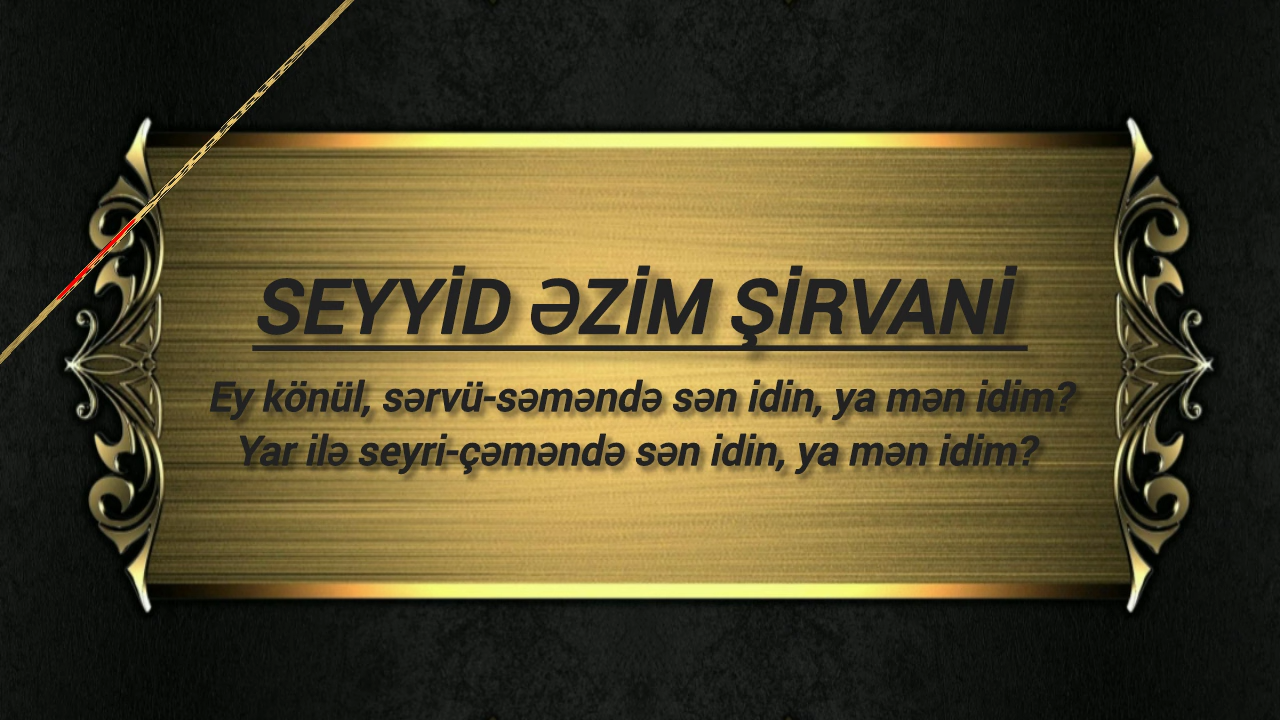 SEYYİD ƏZİM ŞİRVANİ
Ey könül, sərvü-səməndə sən idin, ya mən idim?
Yar ilə seyri-çəməndə sən idin, ya mən idim?